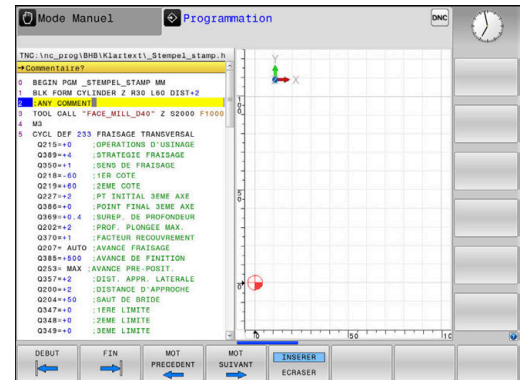 Mode Manuel
Programmation
DNC
TNC:\nc_prog\BHB\Klartext\_Stempel_stamp.h
→Commentaire?
0 BEGIN PGM _STEMPEL_STAMP MM
1 BLK FORM CYLINDER Z R30 L60 DIST+2
2 ;ANY COMMENT
3 TOOL CALL "FACE_MILL_D40" Z S2000 F1000
4 M3
5 CYCL DEF 233 FRAISAGE TRANSVERSAL
Q215=+0 ;OPERATIONS D'USINAGE
Q389=+4 ;STRATEGIE FRAISAGE
Q350=+1 ;SENS DE FRAISAGE
Q218=-60 ;1ER COTE
Q219=+60 ;2EME COTE
Q227=+2 ;PT INITIAL 3EME AXE
Q386=+0 ;POINT FINAL 3EME AXE
Q369=+0.4 ;SUREP. DE PROFONDEUR
Q202=+2 ;PROF. PLONGEE MAX.
Q370=+1 ;FACTEUR RECOUVREMENT
Q207= AUTO ;AVANCE FRAISAGE
Q385=+500 ;AVANCE DE FINITION
Q253= MAX ;AVANCE PRE-POSIT.
Q357=+2 ;DIST. APPR. LATERALE
Q200=+2 ;DISTANCE D'APPROCHE
Q204=+50 ;SAUT DE BRIDE
Q347=+0 ;1ERE LIMITE
Q348=+0 ;2EME LIMITE
Q349=+0 ;3EME LIMITE
Y
X
100
50
0
0
50
DEBUT
FIN
MOT PRECEDENT
MOT SUIVANT
INSERER
ECRASER